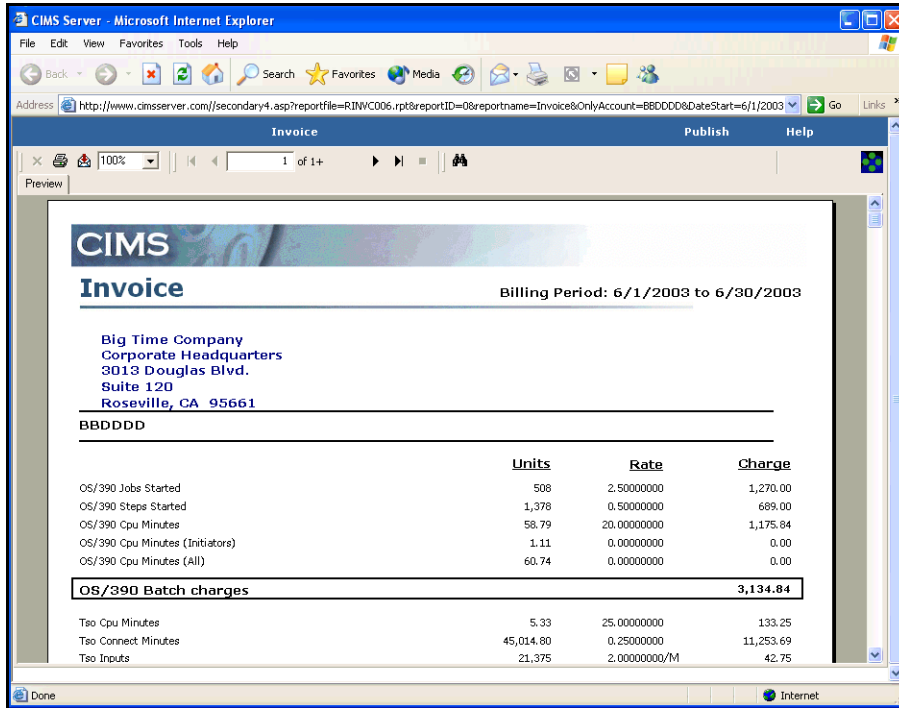 CIMS Server - Microsoft Internet Explorer
File Edit View Favorites Tools Help
Back Search Favorites Media
Address http://www.cimsserver.com//secondary4.asp?reportfile=RINVC006.rpt&reportID=0&reportname=Invoice&OnlyAccount=BBDDDD&DateStart=6/1/2003 Go Links »
Invoice Publish Help
100% 1 of 1+
Preview
CIMS
Invoice Billing Period: 6/1/2003 to 6/30/2003
Big Time Company
Corporate Headquarters
3013 Douglas Blvd.
Suite 120
Roseville, CA 95661
BBDDDD
Units Rate Charge
OS/390 Jobs Started 508 2.50000000 1,270.00
OS/390 Steps Started 1,378 0.50000000 689.00
OS/390 Cpu Minutes 58.79 20.00000000 1,175.84
OS/390 Cpu Minutes (Initiators) 1.11 0.00000000 0.00
OS/390 Cpu Minutes (All) 60.74 0.00000000 0.00
OS/390 Batch charges 3,134.84
Tso Cpu Minutes 5.33 25.00000000 133.25
Tso Connect Minutes 45,014.80 0.25000000 11,253.69
Tso Inputs 21,375 2.00000000/M 42.75
Done Internet